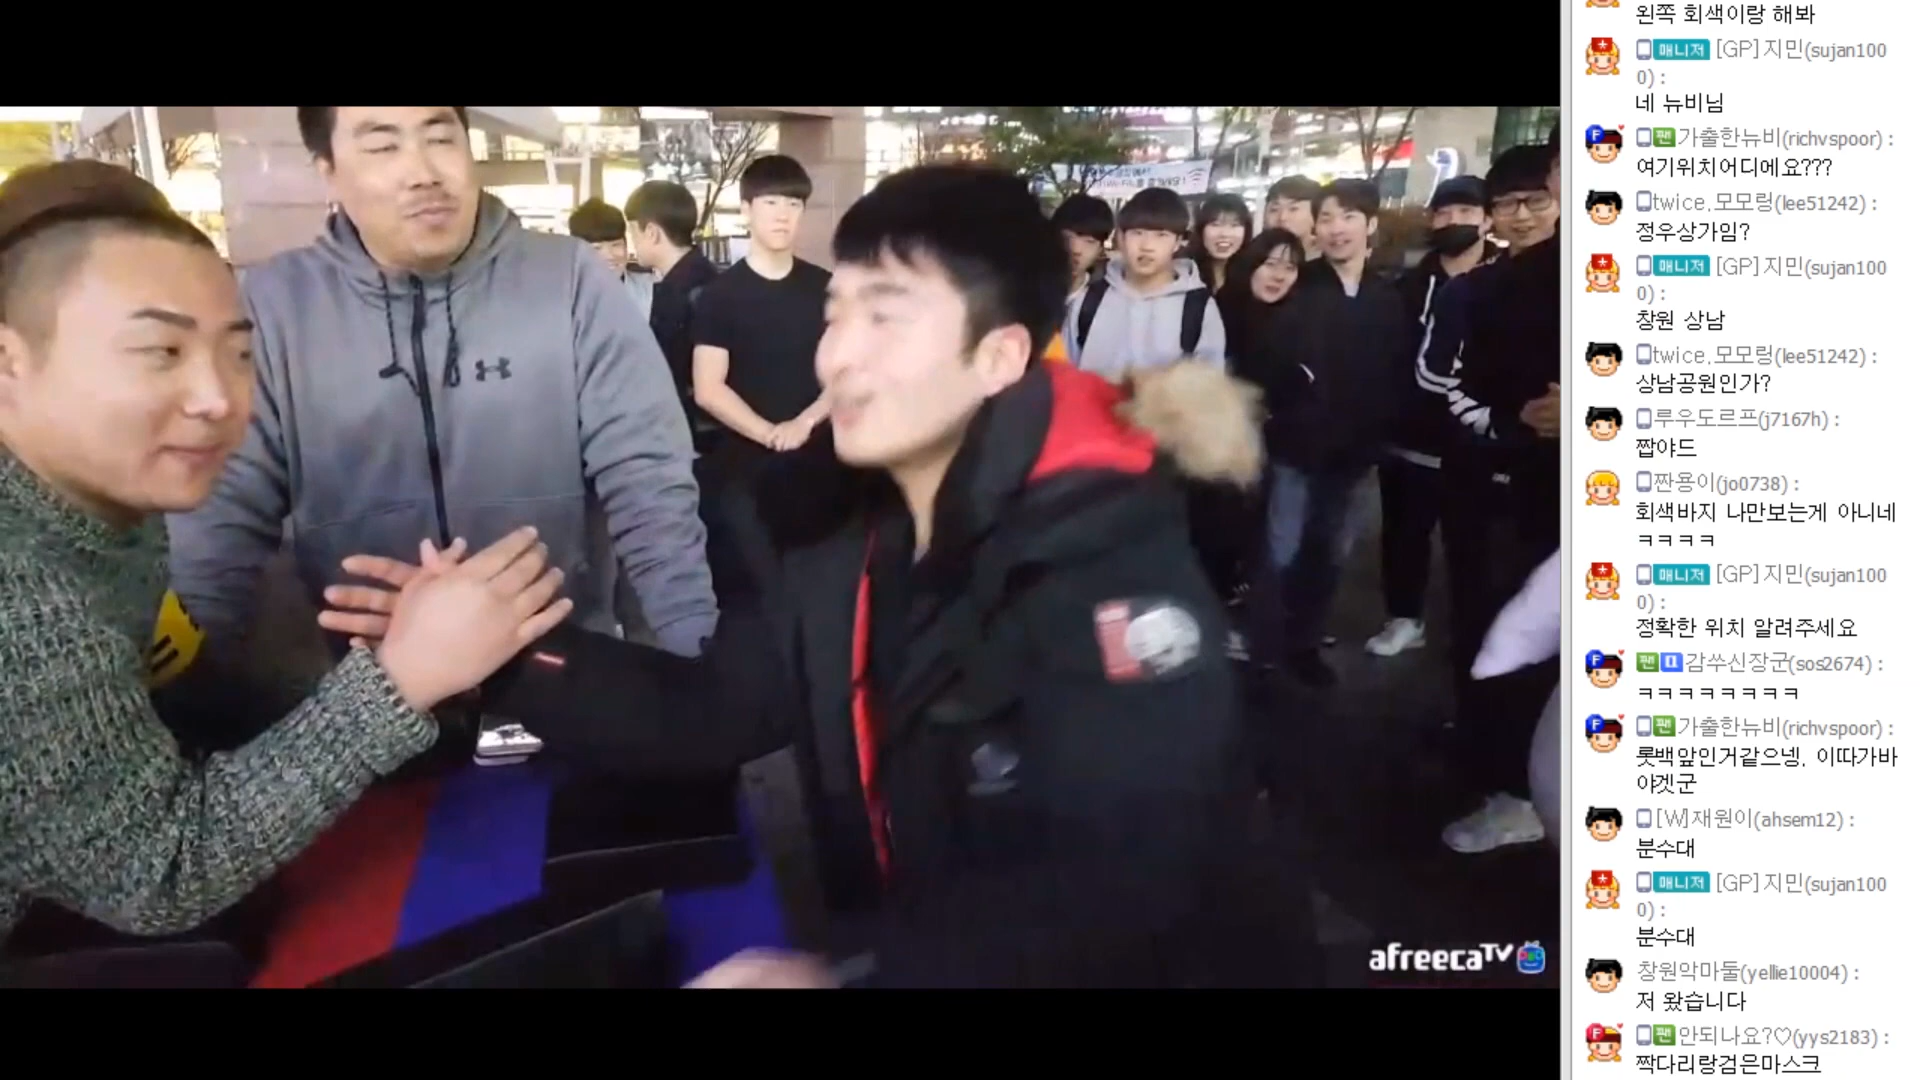 afreecaTV
왼쪽 회색이랑 해봐
매니저 [GP]지민(sujan100
0) :
네 뉴비님
팬 가출한뉴비(richvspoor) :
여기위치어디에요???
twice.모모링(lee51242) :
정우상가임?
매니저 [GP]지민(sujan100
0) :
창원 상남
twice.모모링(lee51242) :
상남공원인가?
루우도르프(j7167h) :
짭야드
짠용이(jo0738) :
회색바지 나만보는게 아니네
ㅋㅋㅋㅋ
매니저 [GP]지민(sujan100
0) :
정확한 위치 알려주세요
팬 감쑤신장군(sos2674) :
ㅋㅋㅋㅋㅋㅋㅋㅋ
팬 가출한뉴비(richvspoor) :
롯백앞인거같으넹. 이따가바
야겟군
[W]재원이(ahsem12) :
분수대
매니저 [GP]지민(sujan100
0) :
분수대
창원악마둘(yellie10004) :
저 왔습니다
팬 안되나요?♡(yys2183) :
짝다리랑검은마스크